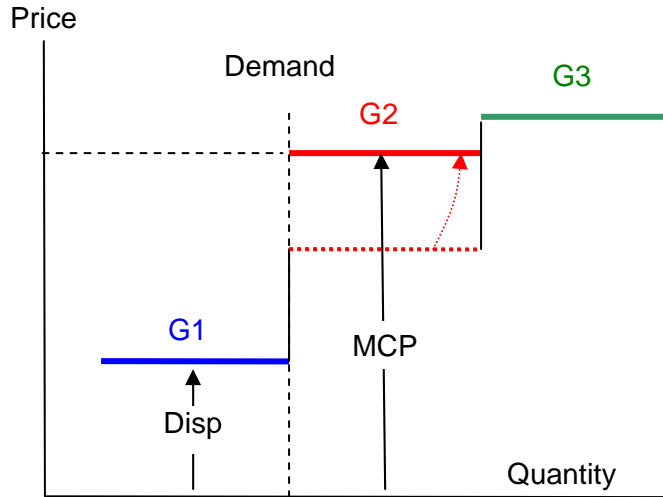 Price
Demand
G3
G2
G1
MCP
Disp
Quantity